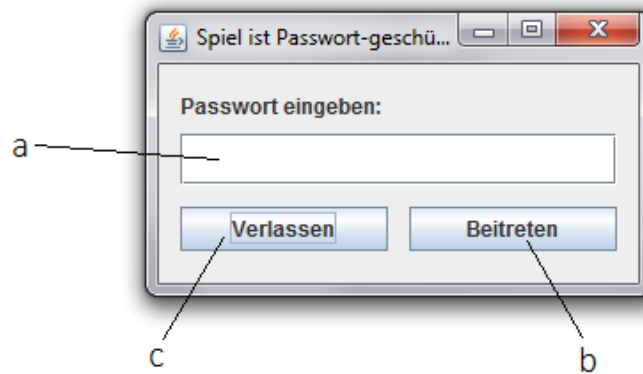 Spiel ist Passwort-geschü...
Passwort eingeben:
a
Verlassen
Beitreten
c
b